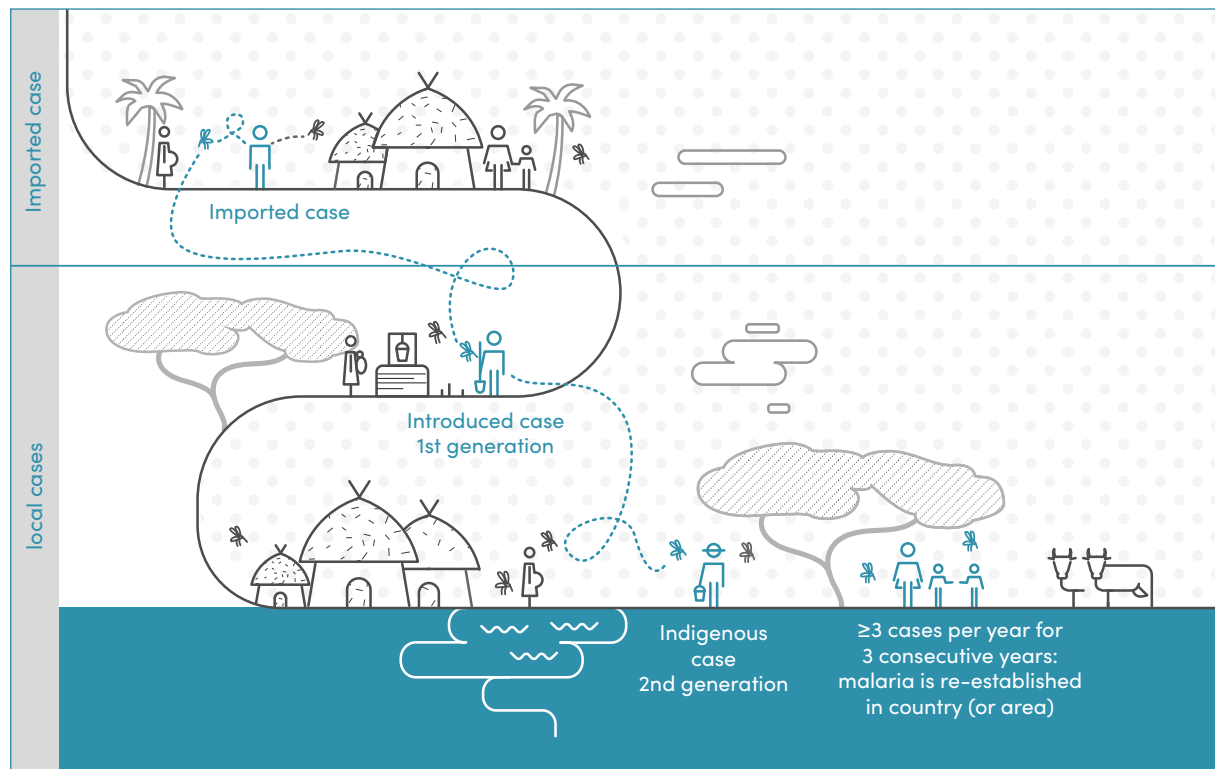 Imported case
Imported case
local cases
Introduced case
1st generation
Indigenous
case
2nd generation
≥3 cases per year for
3 consecutive years:
malaria is re-established
in country (or area)